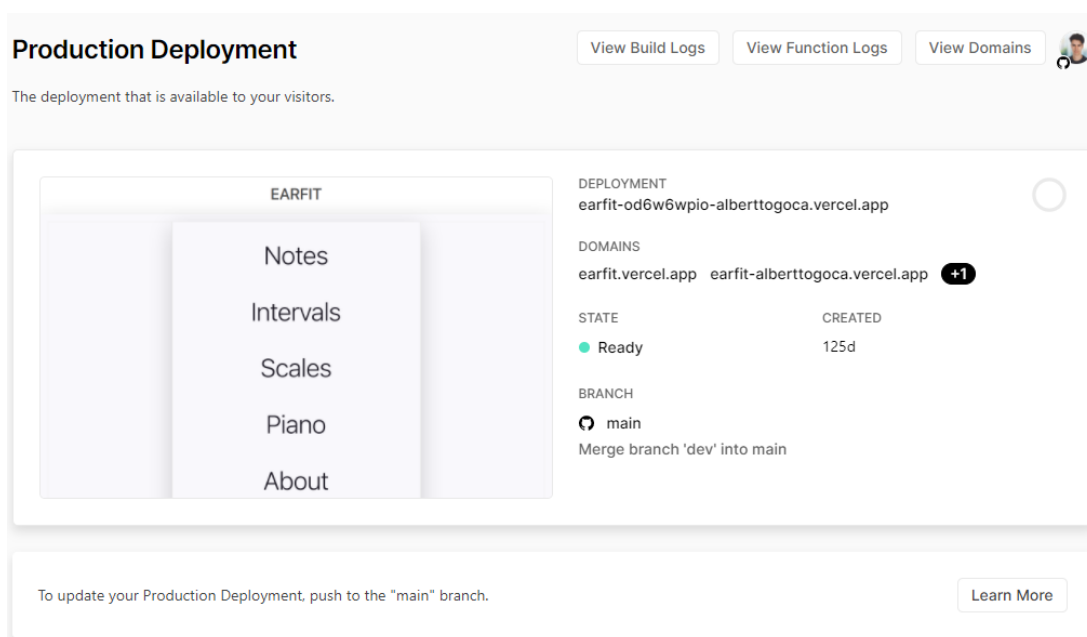 Production Deployment
View Build Logs
View Function Logs
View Domains
The deployment that is available to your visitors.
EARFIT
Notes
Intervals
Scales
Piano
About
DEPLOYMENT
earfit-od6w6wpio-alberttogoca.vercel.app
DOMAINS
earfit.vercel.app earfit-alberttogoca.vercel.app +1
STATE
Ready
CREATED
125d
BRANCH
main
Merge branch 'dev' into main
To update your Production Deployment, push to the "main" branch.
Learn More